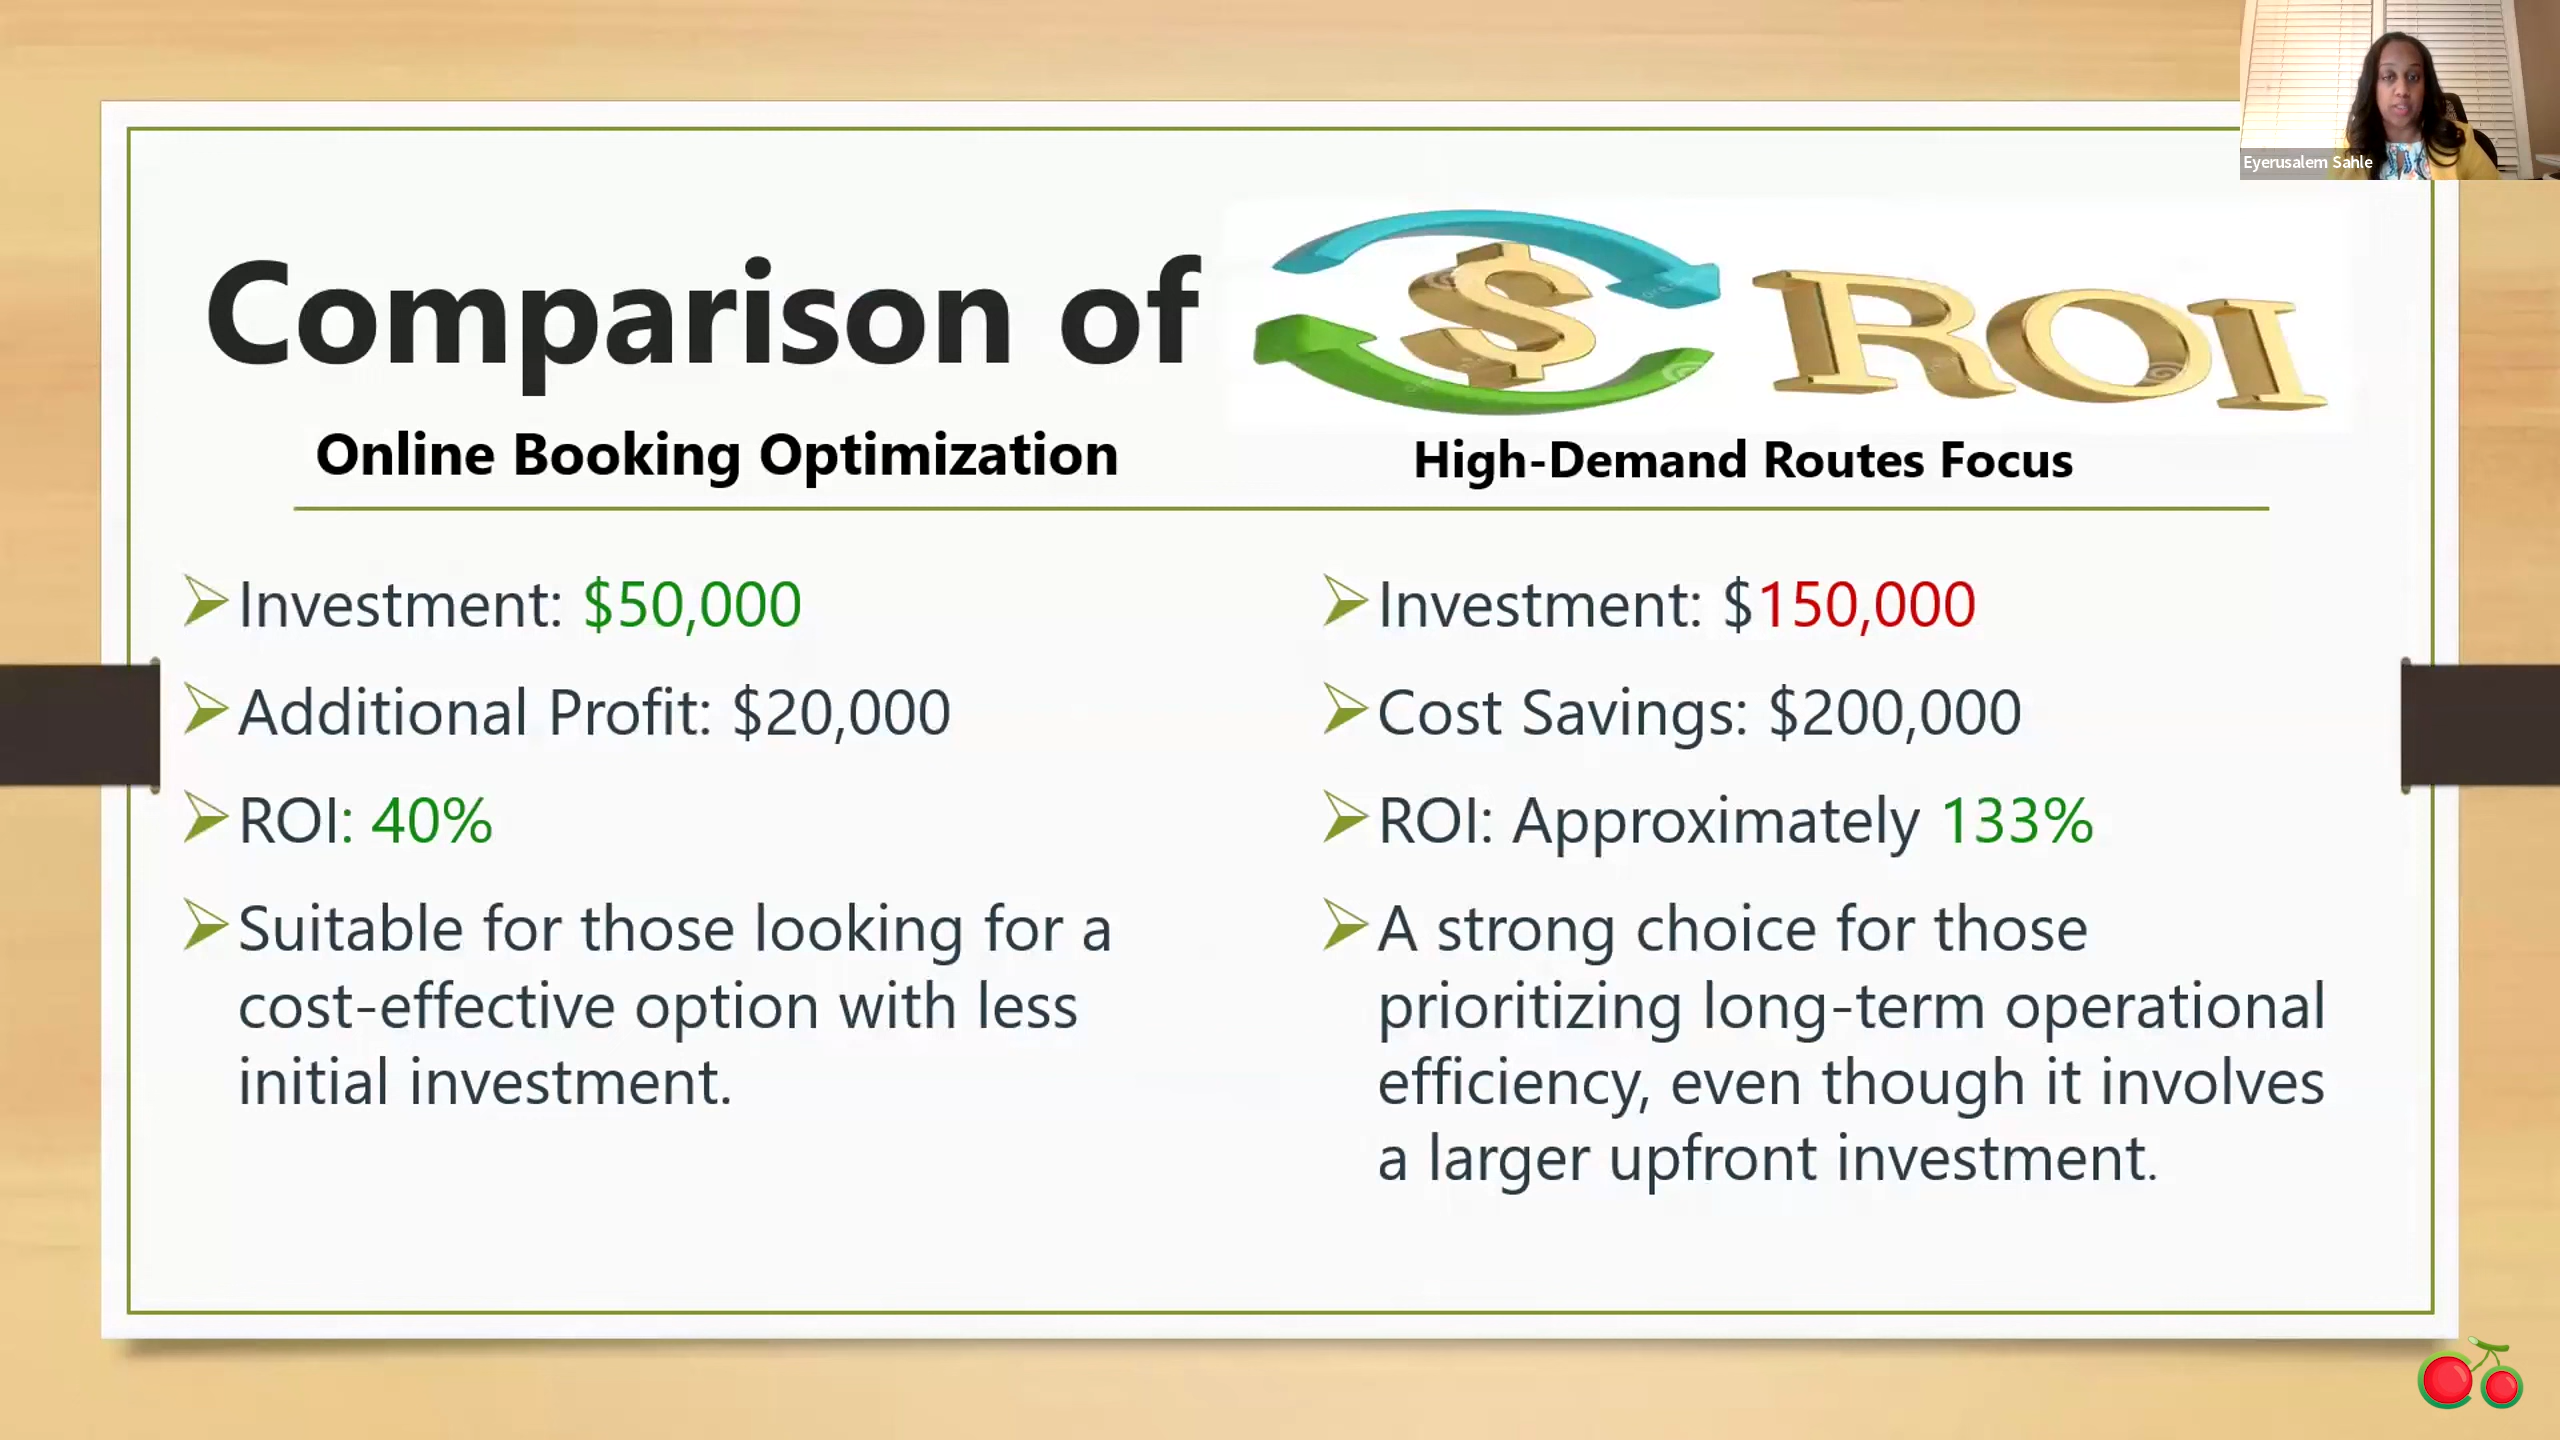 Eyerusalem Sahle
Comparison of
$ ROI
Online Booking Optimization
High-Demand Routes Focus
Investment: $50,000
Additional Profit: $20,000
ROI: 40%
Suitable for those looking for a
cost-effective option with less
initial investment.
Investment: $150,000
Cost Savings: $200,000
ROI: Approximately 133%
A strong choice for those
prioritizing long-term operational
efficiency, even though it involves
a larger upfront investment.